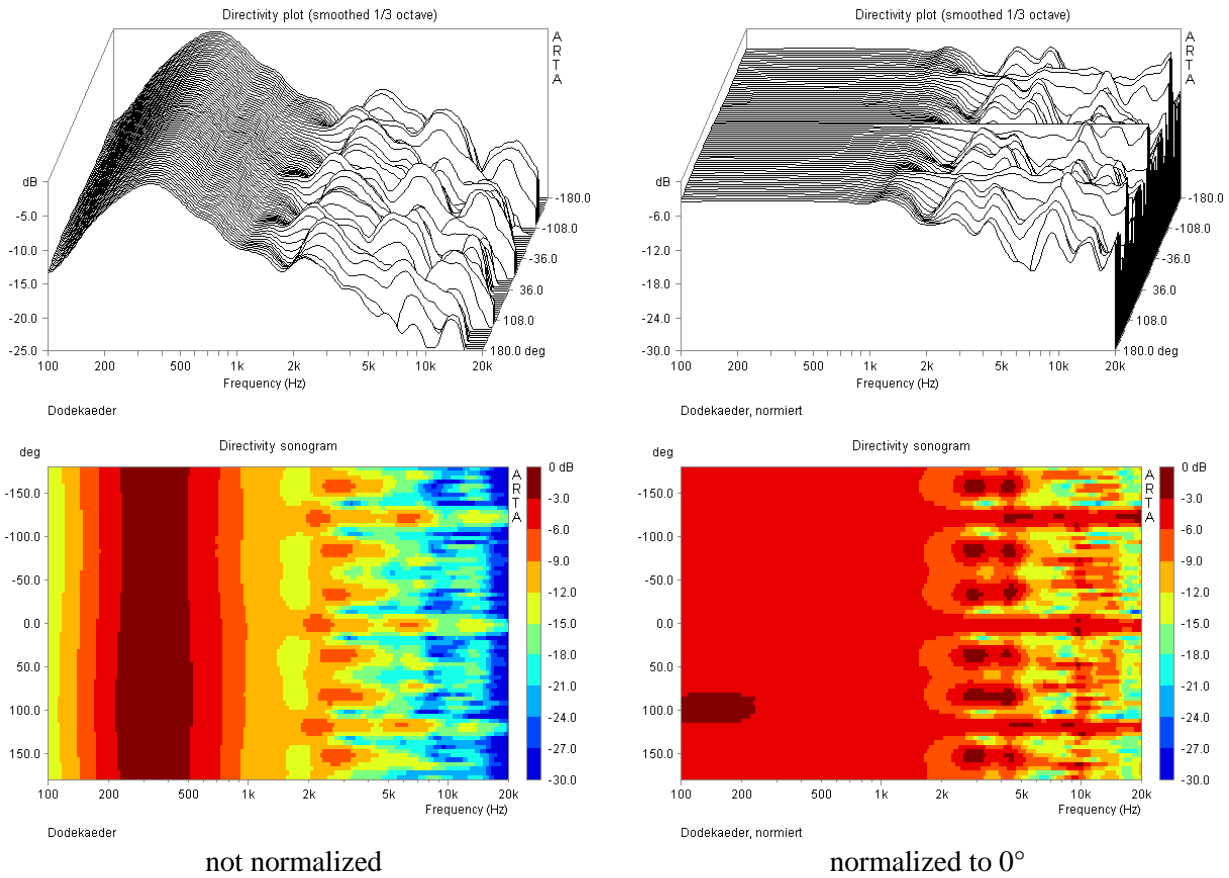 Directivity plot (smoothed 1/3 octave)
A
R
T
A
dB
-5.0
-10.0
-15.0
-20.0
-25.0
-180.0
-108.0
-36.0
36.0
108.0
180.0 deg
100 200 500 1k 2k 5k 10k 20k
Frequency (Hz)
Dodekaeder
Directivity plot (smoothed 1/3 octave)
A
R
T
A
dB
-6.0
-12.0
-18.0
-24.0
-30.0
-180.0
-108.0
-36.0
36.0
108.0
180.0 deg
100 200 500 1k 2k 5k 10k 20k
Frequency (Hz)
Dodekaeder, normiert
Directivity sonogram
deg
-150.0
-100.0
-50.0
0.0
50.0
100.0
150.0
A
R
T
A
0 dB
-3.0
-6.0
-9.0
-12.0
-15.0
-18.0
-21.0
-24.0
-27.0
-30.0
100 200 500 1k 2k 5k 10k 20k
Frequency (Hz)
Dodekaeder
not normalized
Directivity sonogram
deg
-150.0
-100.0
-50.0
0.0
50.0
100.0
150.0
A
R
T
A
0 dB
-3.0
-6.0
-9.0
-12.0
-15.0
-18.0
-21.0
-24.0
-27.0
-30.0
100 200 500 1k 2k 5k 10k 20k
Frequency (Hz)
Dodekaeder, normiert
normalized to 0°